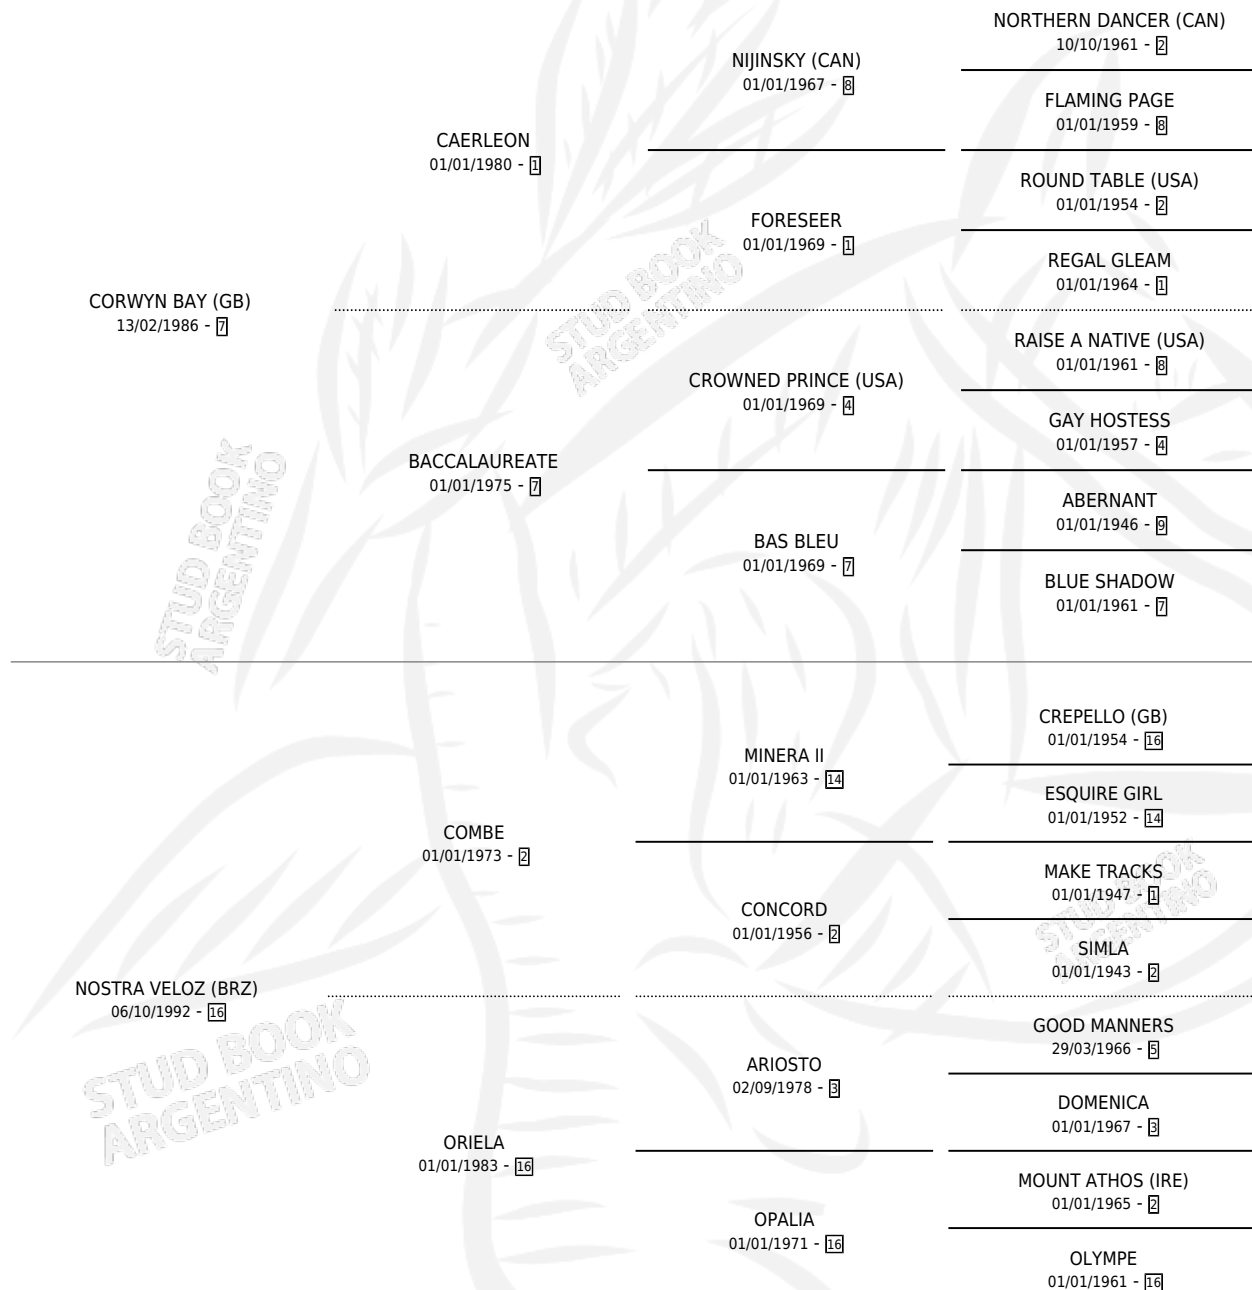 NORTHERN DANCER (CAN)
10/10/1961 - 2
NIJINSKY (CAN)
01/01/1967 - 8
FLAMING PAGE
01/01/1959 - 8
CAERLEON
01/01/1980 - 1
ROUND TABLE (USA)
01/01/1954 - 2
FORESEER
01/01/1969 - 1
REGAL GLEAM
01/01/1964 - 1
CORWYN BAY (GB)
13/02/1986 - 7
RAISE A NATIVE (USA)
01/01/1961 - 8
CROWNED PRINCE (USA)
01/01/1969 - 4
GAY HOSTESS
01/01/1957 - 4
BACCALAUREATE
01/01/1975 - 7
ABERNANT
01/01/1946 - 9
BAS BLEU
01/01/1969 - 7
BLUE SHADOW
01/01/1961 - 7
CREPELLO (GB)
01/01/1954 - 16
MINERA II
01/01/1963 - 14
ESQUIRE GIRL
01/01/1952 - 14
COMBE
01/01/1973 - 2
MAKE TRACKS
01/01/1947 - 1
CONCORD
01/01/1956 - 2
SIMLA
01/01/1943 - 2
NOSTRA VELOZ (BRZ)
06/10/1992 - 16
GOOD MANNERS
29/03/1966 - 5
ARIOSTO
02/09/1978 - 3
DOMENICA
01/01/1967 - 3
ORIELA
01/01/1983 - 16
MOUNT ATHOS (IRE)
01/01/1965 - 2
OPALIA
01/01/1971 - 16
OLYMPE
01/01/1961 - 16
STUD BOOK
ARGENTINO
STUD BOOK
ARGENTINO
STUD BOOK
ARGENTINO
STUD BOOK
ARGENTINO